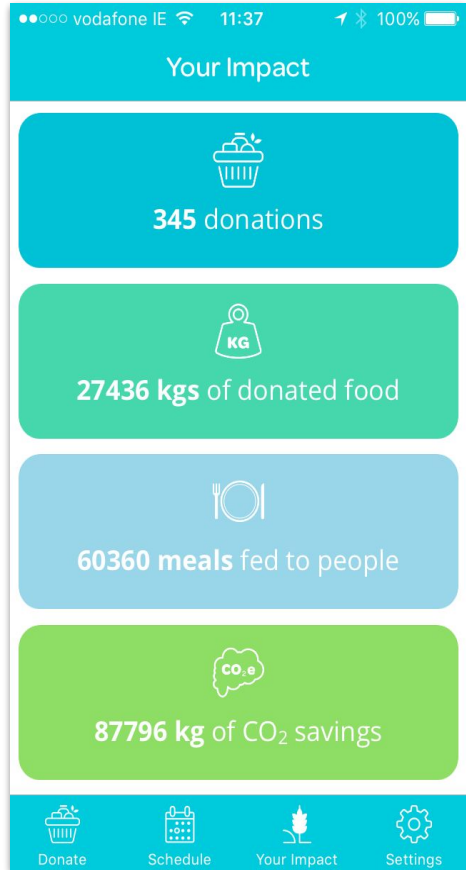 vodafone IE 11:37 100%
Your Impact
345 donations
KG
27436 kgs of donated food
60360 meals fed to people
CO₂e
87796 kg of CO₂ savings
Donate Schedule Your Impact Settings